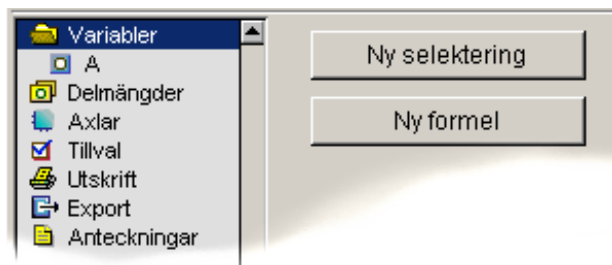 Variabler
A
Delmängder
Axlar
Tillval
Utskrift
Export
Anteckningar
Ny selektering
Ny formel